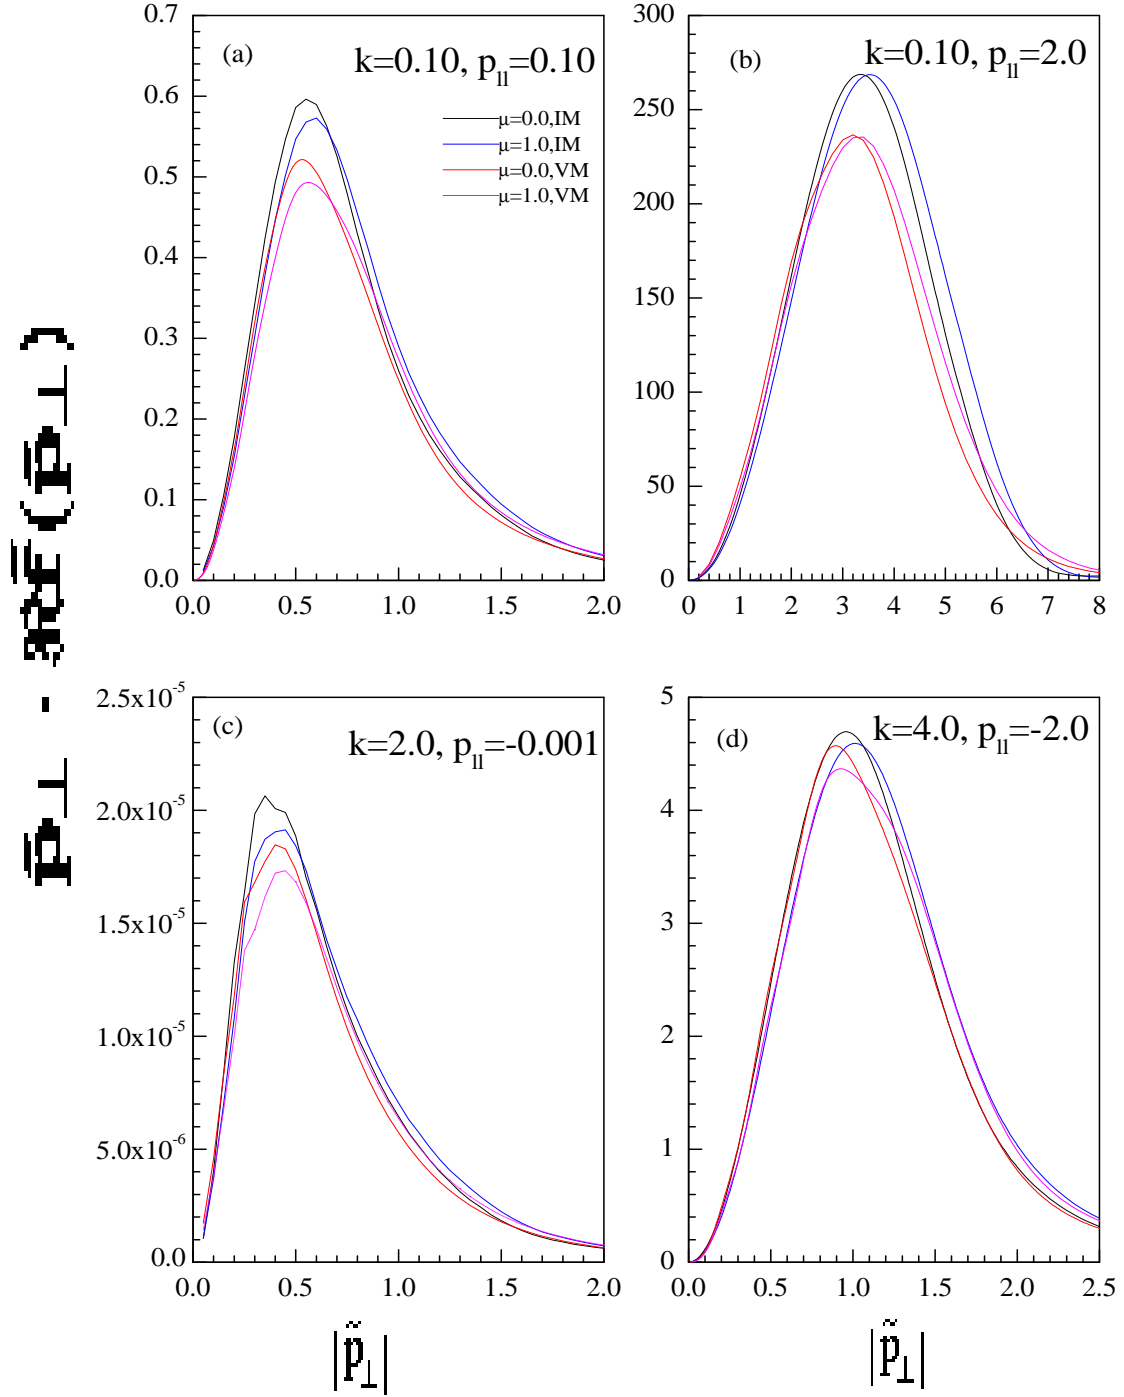 (a)
k=0.10, p_ll=0.10
μ=0.0,IM
μ=1.0,IM
μ=0.0,VM
μ=1.0,VM
0.7
0.6
0.5
0.4
0.3
0.2
0.1
0.0
0.0 0.5 1.0 1.5 2.0
(b)
k=0.10, p_ll=2.0
300
250
200
150
100
50
0
0 1 2 3 4 5 6 7 8
(c)
k=2.0, p_ll=-0.001
2.5x10⁻⁵
2.0x10⁻⁵
1.5x10⁻⁵
1.0x10⁻⁵
5.0x10⁻⁶
0.0
0.0 0.5 1.0 1.5 2.0
|p̃⊥|
(d)
k=4.0, p_ll=-2.0
5
4
3
2
1
0
0.0 0.5 1.0 1.5 2.0 2.5
|p̃⊥|